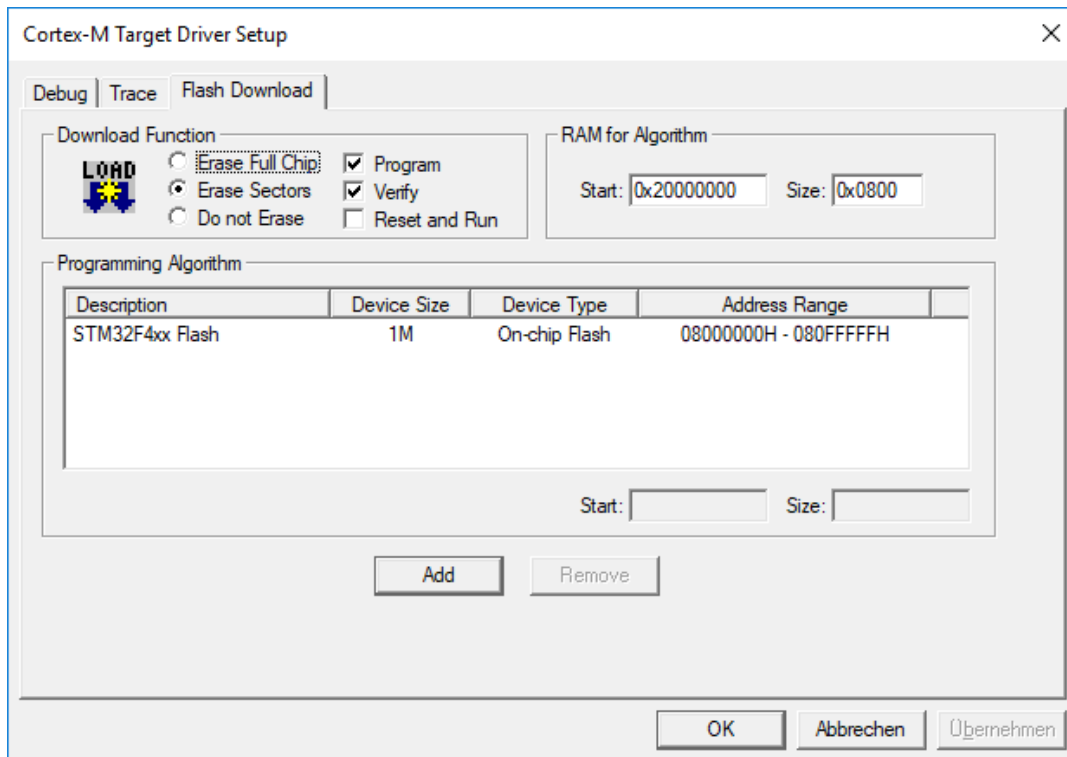 Cortex-M Target Driver Setup
Debug Trace Flash Download
Download Function
LOAD
Erase Full Chip
Erase Sectors
Do not Erase
Program
Verify
Reset and Run
RAM for Algorithm
Start: 0x20000000 Size: 0x0800
Programming Algorithm
Description Device Size Device Type Address Range
STM32F4xx Flash 1M On-chip Flash 08000000H - 080FFFFFH
Start: Size:
Add Remove
OK Abbrechen Übernehmen